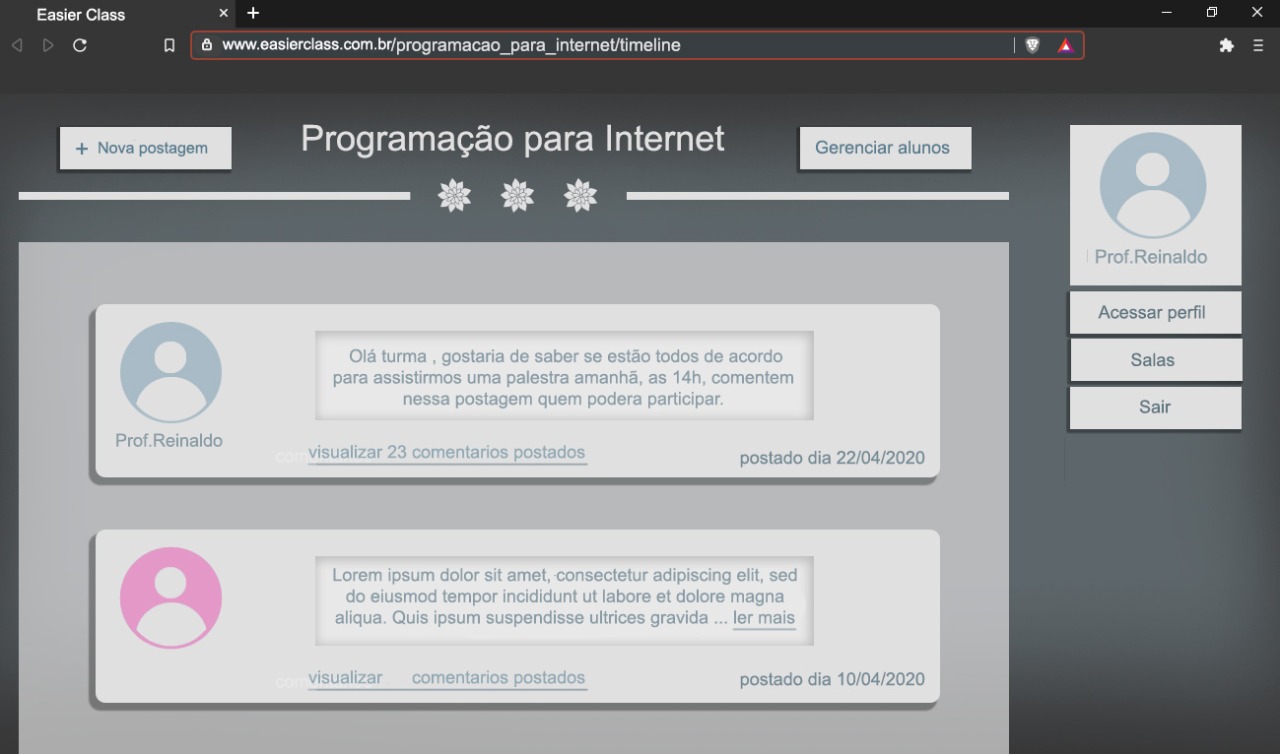 Easier Class
www.easierclass.com.br/programacao_para_internet/timeline
+ Nova postagem
Programação para Internet
Gerenciar alunos
Prof.Reinaldo
Acessar perfil
Salas
Sair
Olá turma , gostaria de saber se estão todos de acordo
para assistirmos uma palestra amanhã, as 14h, comentem
nessa postagem quem podera participar.
Prof.Reinaldo
visualizar 23 comentarios postados
postado dia 22/04/2020
Lorem ipsum dolor sit amet, consectetur adipiscing elit, sed
do eiusmod tempor incididunt ut labore et dolore magna
aliqua. Quis ipsum suspendisse ultrices gravida ... ler mais
visualizar comentarios postados
postado dia 10/04/2020